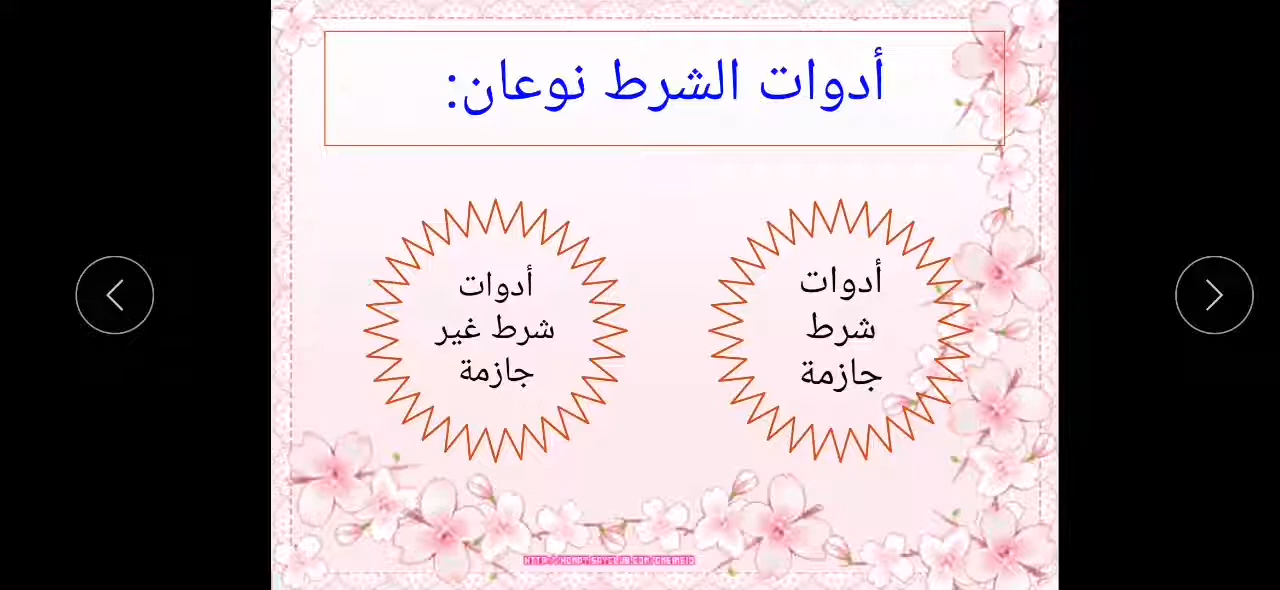 أدوات الشرط نوعان:
أدوات
شرط
جازمة
أدوات
شرط غير
جازمة